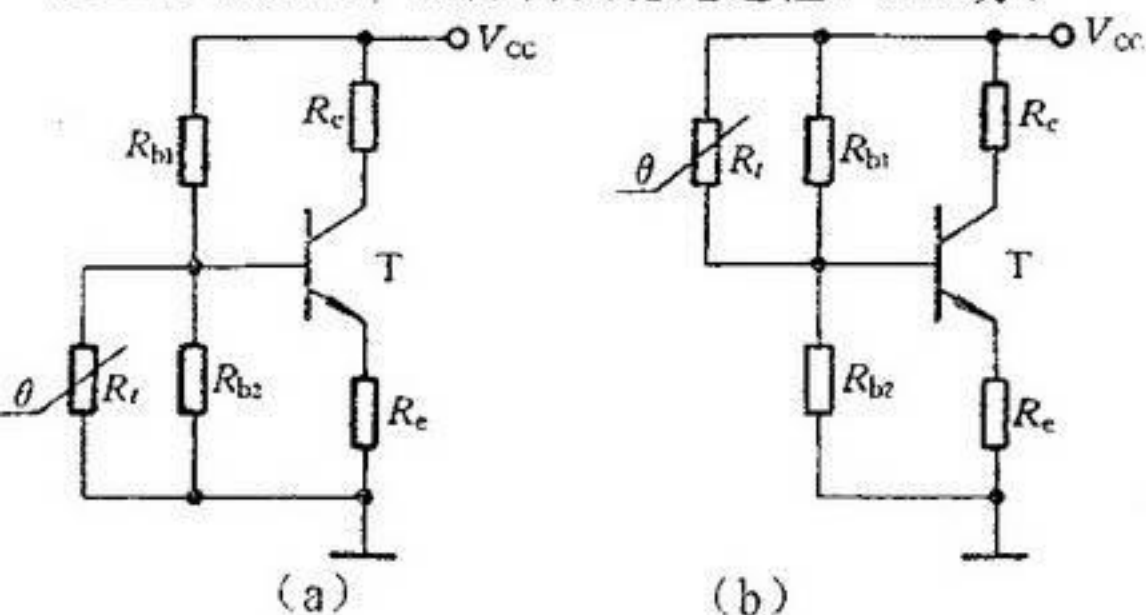 V_CC
V_CC
R_c
R_b1
θ
R_t
R_b1
R_c
T
T
θ
R_t
R_b2
R_e
R_b2
R_e
(a)
(b)